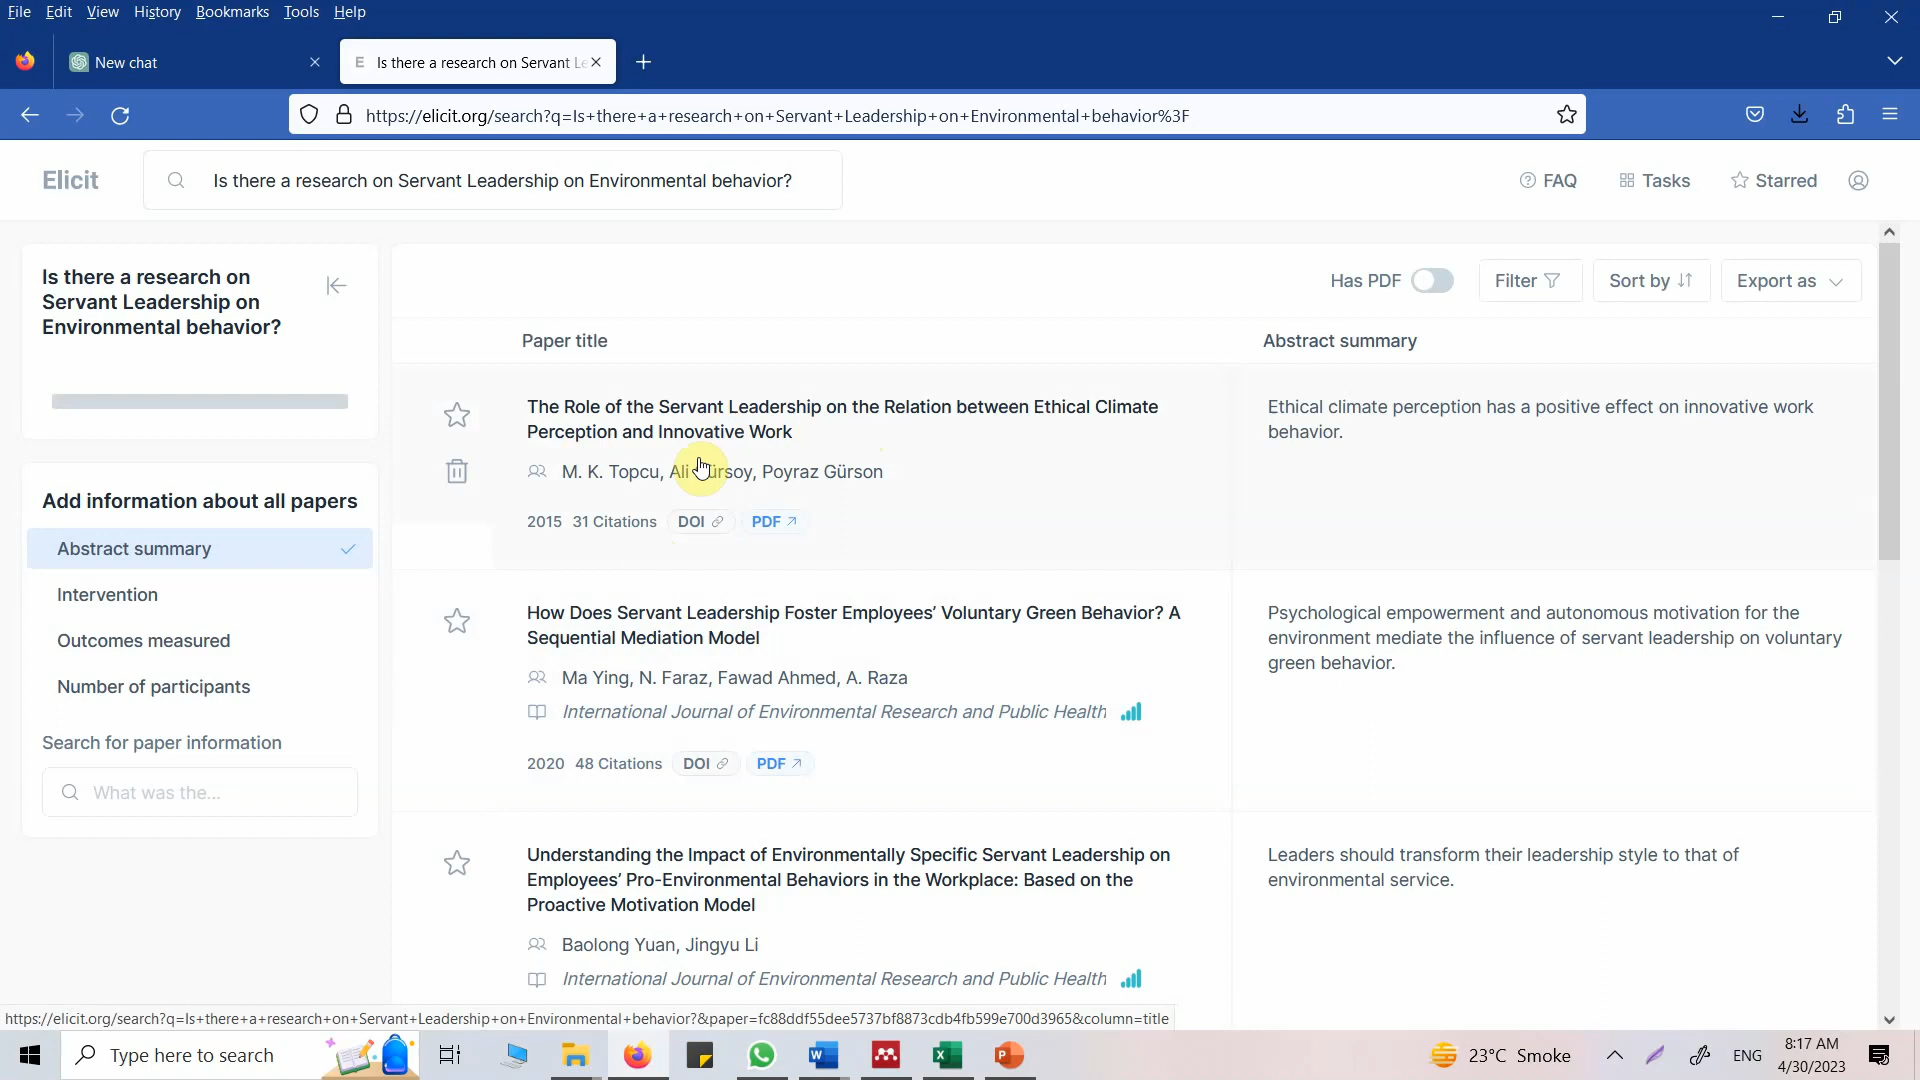 File Edit View History Bookmarks Tools Help
New chat
E Is there a research on Servant Le
https://elicit.org/search?q=Is+there+a+research+on+Servant+Leadership+on+Environmental+behavior%3F
Elicit
Is there a research on Servant Leadership on Environmental behavior?
FAQ Tasks Starred
Is there a research on
Servant Leadership on
Environmental behavior?
Add information about all papers
Abstract summary
Intervention
Outcomes measured
Number of participants
Search for paper information
What was the...
Has PDF Filter Sort by Export as
Paper title Abstract summary
The Role of the Servant Leadership on the Relation between Ethical Climate
Perception and Innovative Work
M. K. Topcu, Ali Gürsoy, Poyraz Gürson
2015 31 Citations DOI PDF
Ethical climate perception has a positive effect on innovative work
behavior.
How Does Servant Leadership Foster Employees’ Voluntary Green Behavior? A
Sequential Mediation Model
Ma Ying, N. Faraz, Fawad Ahmed, A. Raza
International Journal of Environmental Research and Public Health
2020 48 Citations DOI PDF
Psychological empowerment and autonomous motivation for the
environment mediate the influence of servant leadership on voluntary
green behavior.
Understanding the Impact of Environmentally Specific Servant Leadership on
Employees’ Pro-Environmental Behaviors in the Workplace: Based on the
Proactive Motivation Model
Baolong Yuan, Jingyu Li
International Journal of Environmental Research and Public Health
Leaders should transform their leadership style to that of
environmental service.
https://elicit.org/search?q=Is+there+a+research+on+Servant+Leadership+on+Environmental+behavior?&paper=fc88ddf55dee5737bf8873cdb4fb599e700d3965&column=title
Type here to search
23°C Smoke
ENG
8:17 AM
4/30/2023